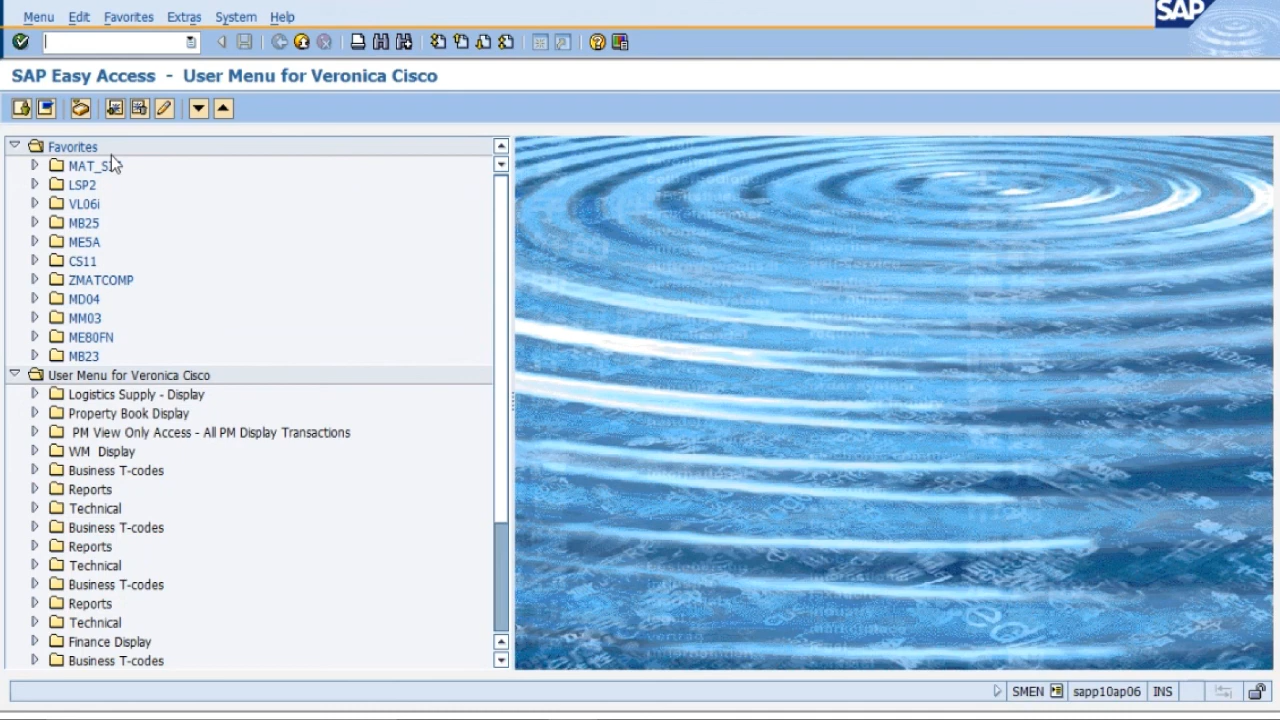 Menu Edit Favorites Extras System Help
SAP
SAP Easy Access - User Menu for Veronica Cisco
Favorites
LSP2
VL06i
MB25
ME5A
CS11
ZMATCOMP
MD04
MM03
ME80FN
MB23
User Menu for Veronica Cisco
Logistics Supply - Display
Property Book Display
PM View Only Access - All PM Display Transactions
WM Display
Business T-codes
Reports
Technical
Business T-codes
Reports
Technical
Business T-codes
Reports
Technical
Finance Display
Business T-codes
SMEN sapp10ap06 INS